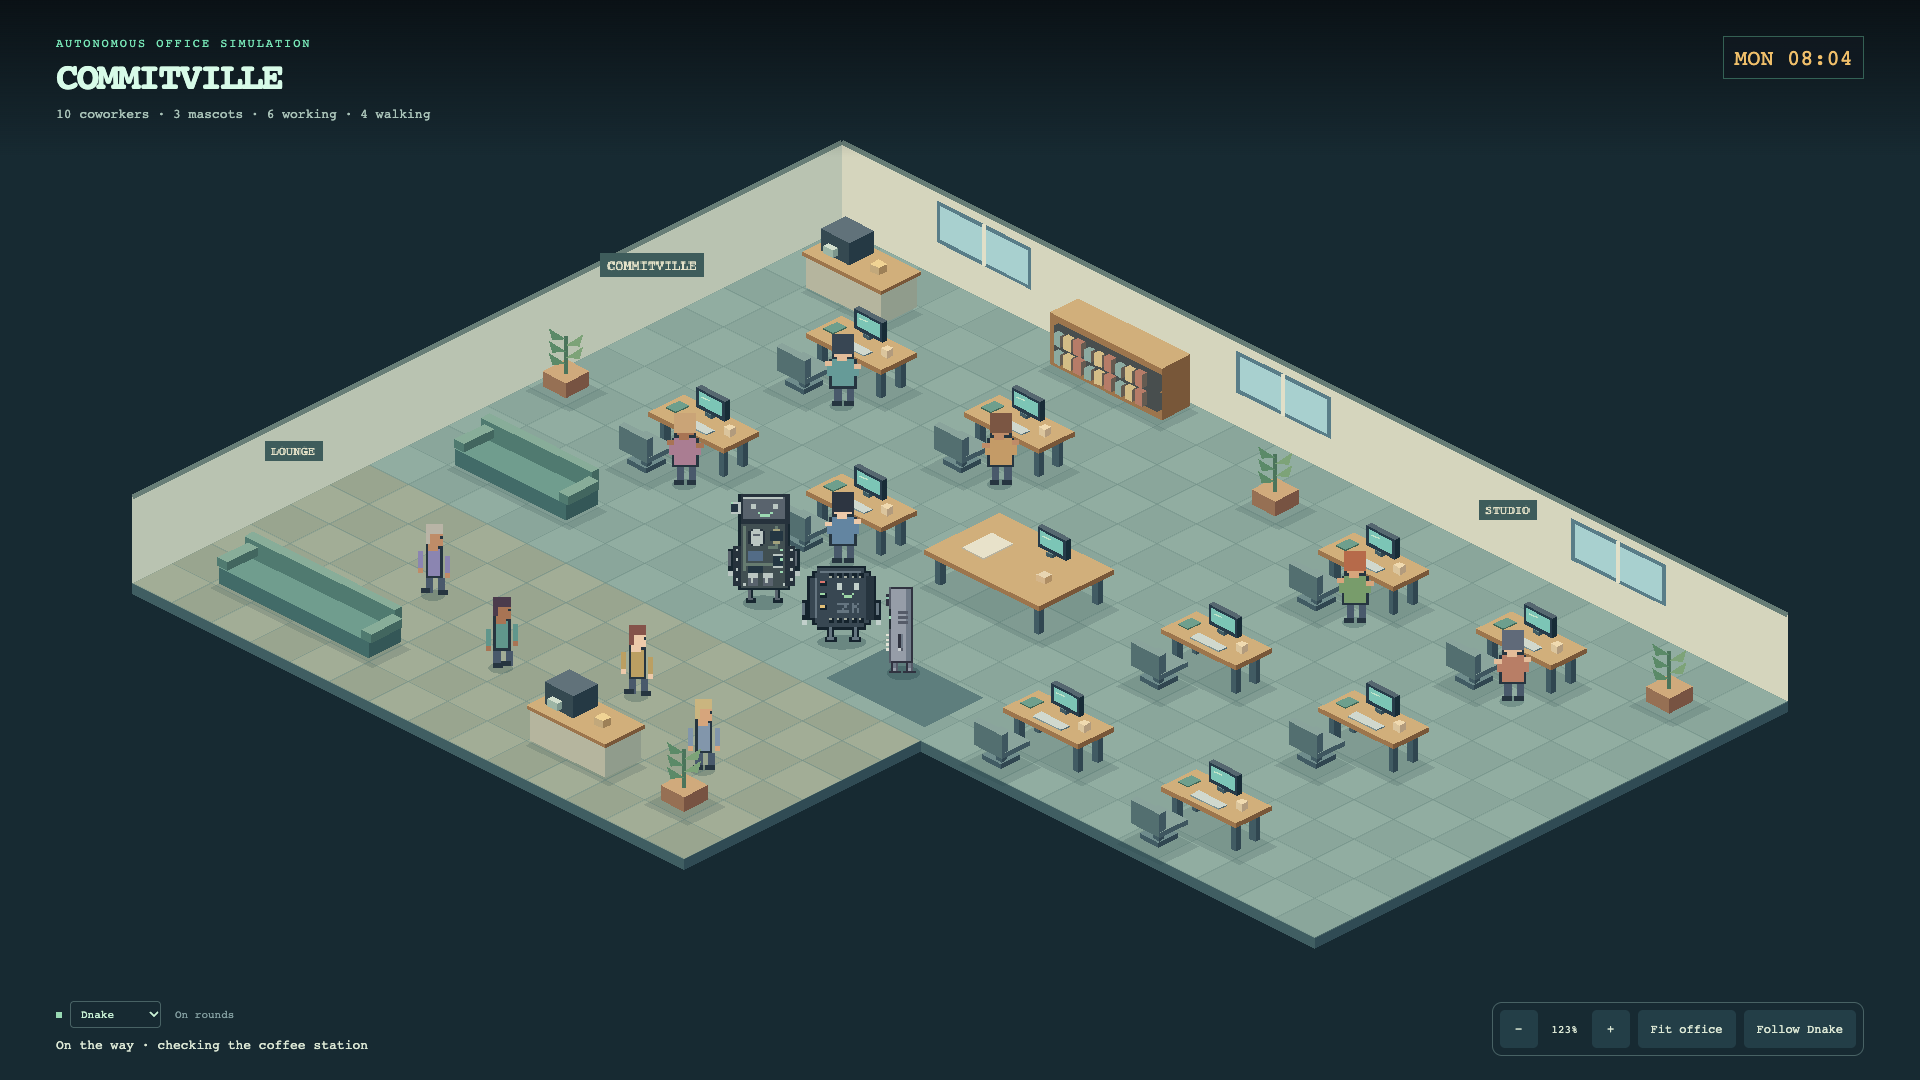 AUTONOMOUS OFFICE SIMULATION
COMMITVILLE
10 coworkers · 3 mascots · 6 working · 4 walking
MON 08:04
COMMITVILLE
LOUNGE
STUDIO
Dnake
On rounds
On the way · checking the coffee station
−
123%
+
Fit office
Follow Dnake